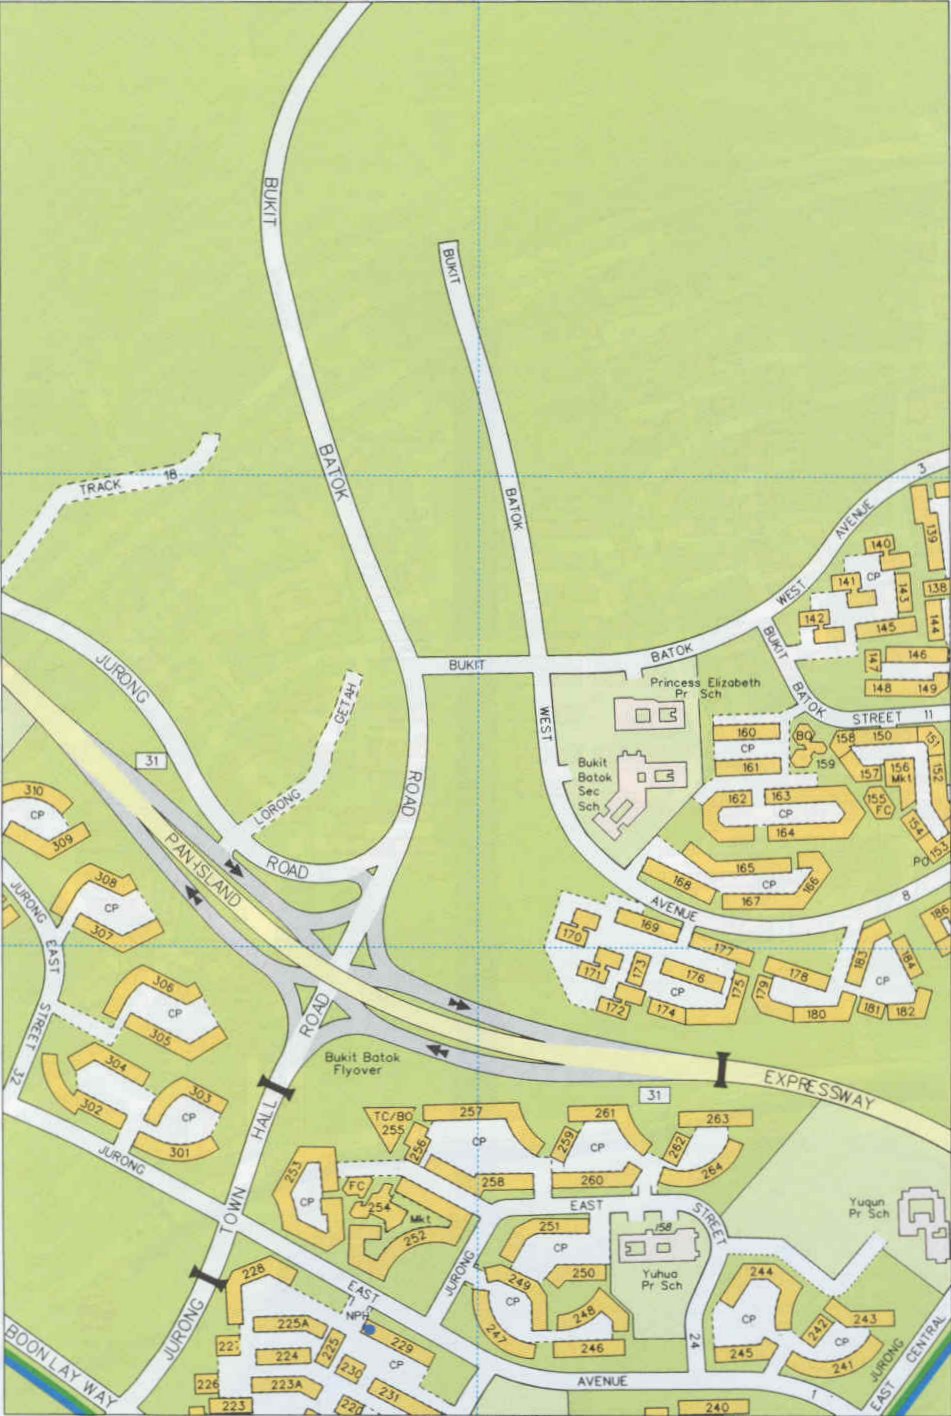 BUKIT
BUKIT
BATOK
BATOK
TRACK 18
3
AVENUE
WEST
BATOK
BUKIT
139
140
141
CP
143
138
142
144
145
146
147
148
149
BUKIT
BATOK
STREET 11
JURONG
GETAH
LORONG
ROAD
ROAD
WEST
31
Princess Elizabeth
Pr Sch
Bukit
Batok
Sec
Sch
160
CP
161
BO
159
158
150
151
152
157
156
Mkt
155
FC
154
153
PO
162
163
CP
164
165
CP
166
167
168
AVENUE
8
186
310
CP
309
PAN-ISLAND
308
CP
307
JURONG
EAST
STREET
32
306
CP
305
304
302
303
CP
301
169
170
171
172
173
174
CP
175
176
177
178
179
180
181
182
183
CP
184
ROAD
Bukit Batok
Flyover
EXPRESSWAY
31
HALL
TOWN
JURONG
TC/BO
255
256
257
CP
258
259
261
CP
260
262
263
264
253
CP
FC
254
Mkt
252
JURONG
EAST
STREET
24
158
Yuhua
Pr Sch
Yuqun
Pr Sch
251
CP
250
249
CP
248
247
246
JURONG
EAST
AVENUE
1
244
CP
245
243
242
CP
241
JURONG
EAST
CENTRAL
228
NPH
225A
227
224
225
229
CP
230
226
223A
231
223
220
240
BOON LAY WAY